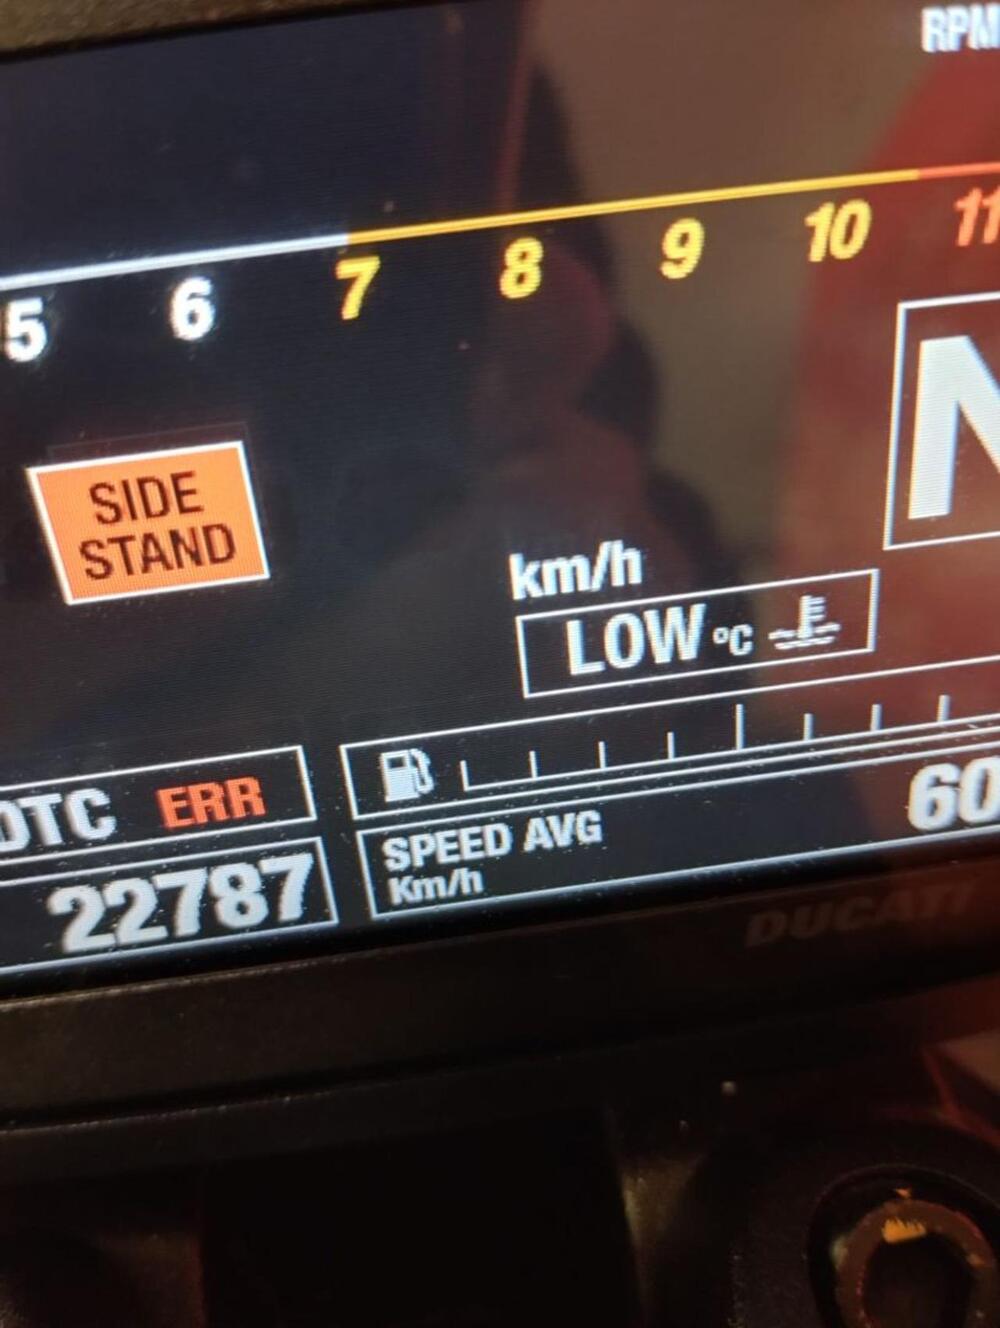 RPM
5 6 7 8 9 10 11
N
SIDE
STAND
km/h
LOW °C
DTC ERR
22787
SPEED AVG
Km/h
60
DUCATI